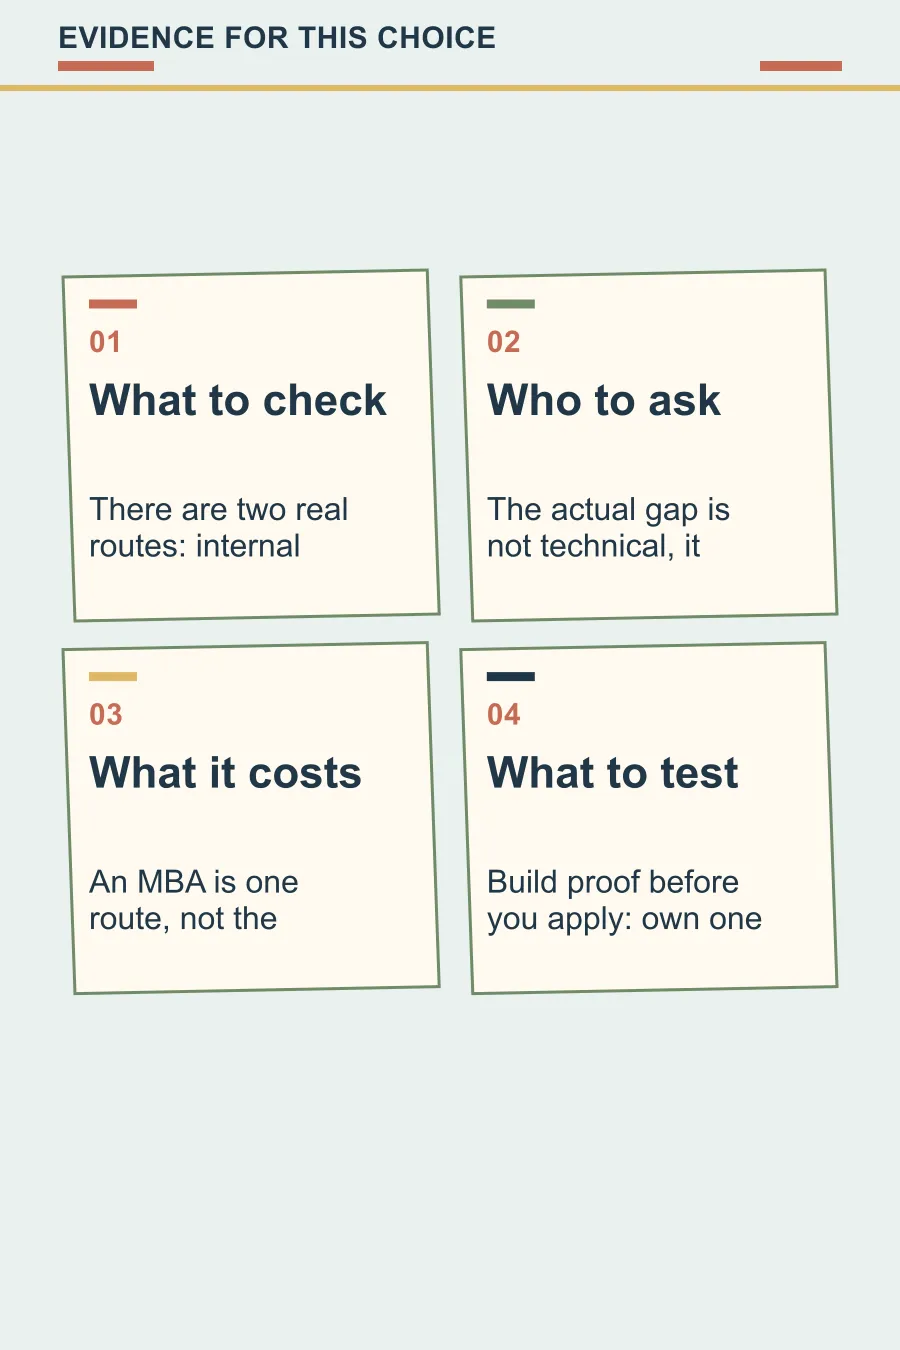 EVIDENCE FOR THIS CHOICE
01
What to check
There are two real
routes: internal
02
Who to ask
The actual gap is
not technical, it
03
What it costs
An MBA is one
route, not the
04
What to test
Build proof before
you apply: own one